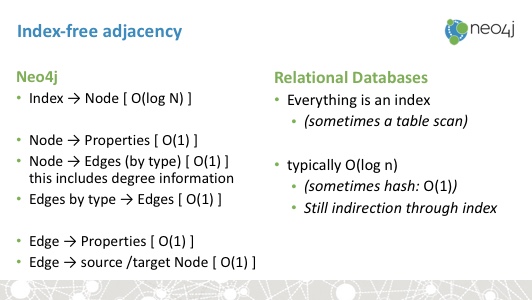 Index-free adjacency
neo4j
Neo4j
• Index → Node [ O(log N) ]
• Node → Properties [ O(1) ]
• Node → Edges (by type) [ O(1) ]
this includes degree information
• Edges by type → Edges [ O(1) ]
• Edge → Properties [ O(1) ]
• Edge → source /target Node [ O(1) ]
Relational Databases
• Everything is an index
• (sometimes a table scan)
• typically O(log n)
• (sometimes hash: O(1))
• Still indirection through index